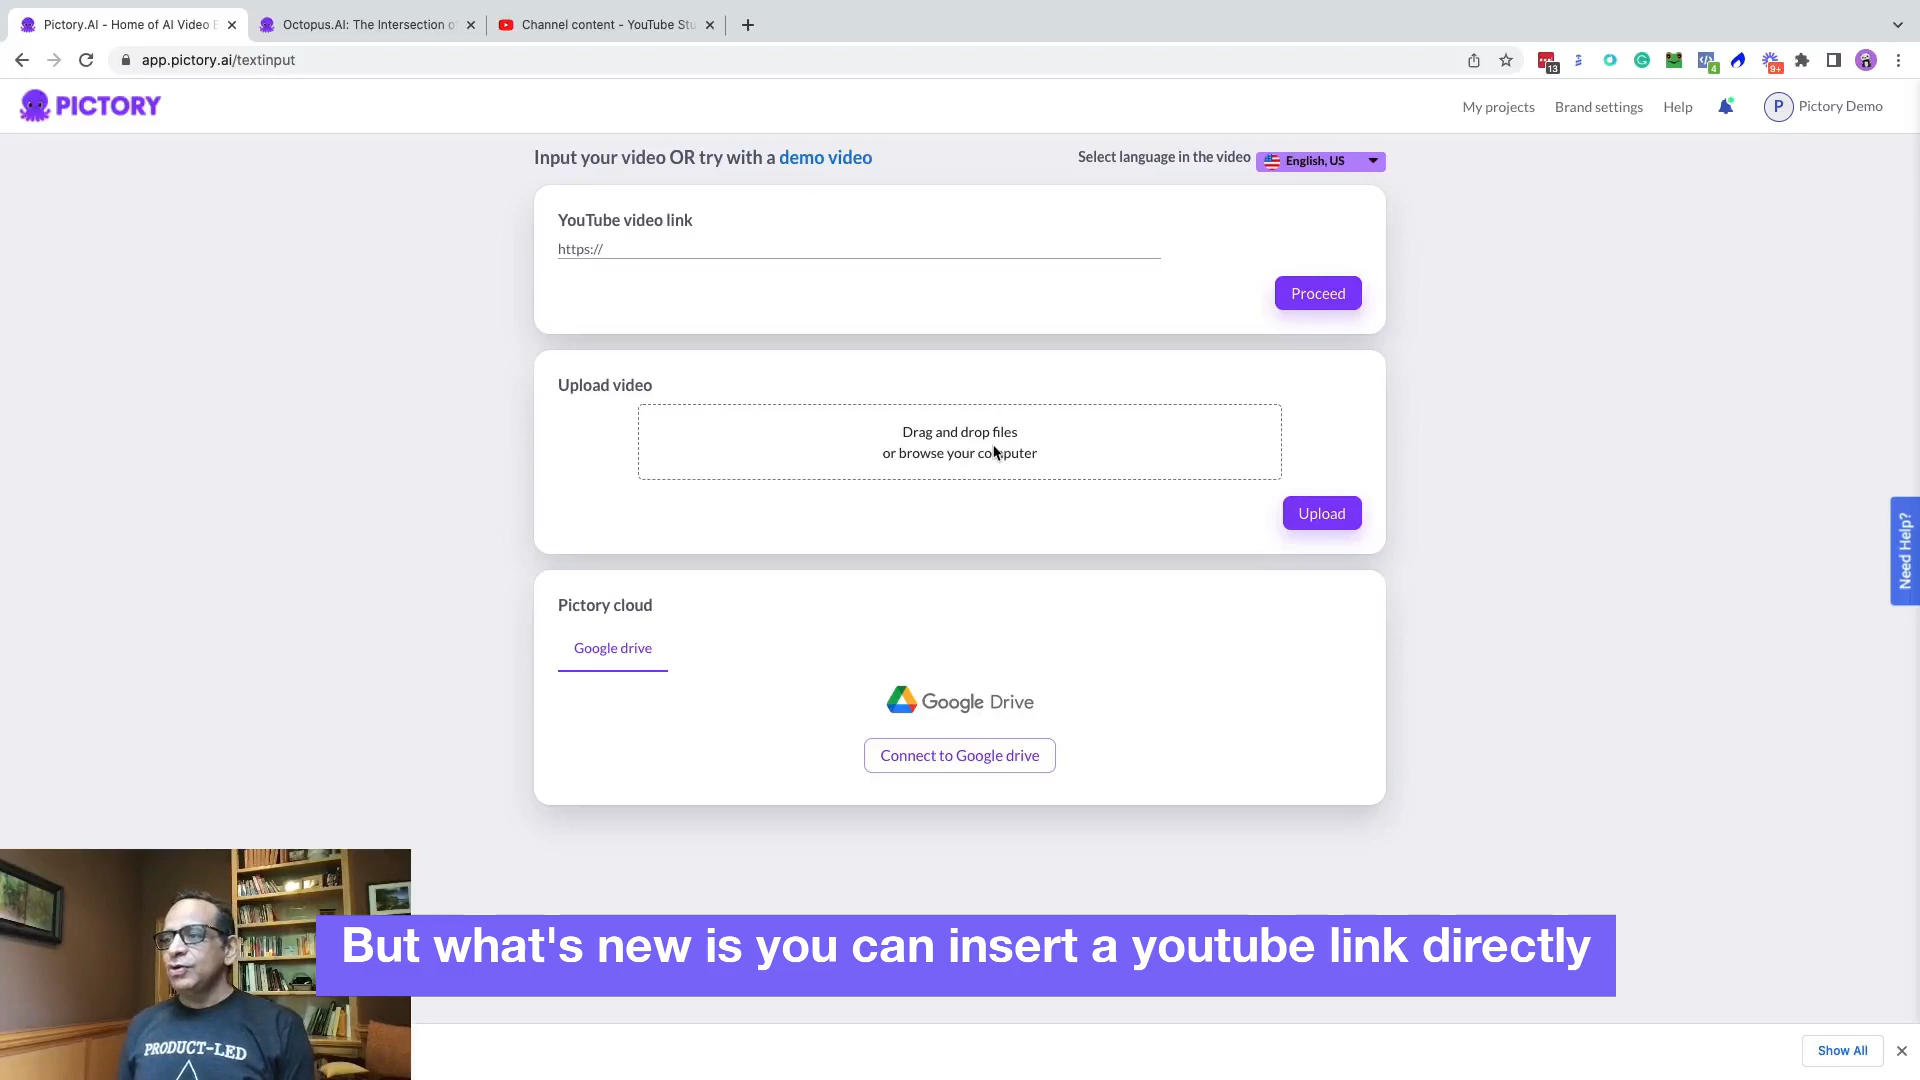 Pictory.AI - Home of AI Video E
Octopus.AI: The Intersection o
Channel content - YouTube Stu
app.pictory.ai/textinput
13
4
9+
PICTORY
My projects
Brand settings
Help
P
Pictory Demo
Input your video OR try with a demo video
Select language in the video
English, US
YouTube video link
https://
Proceed
Upload video
Drag and drop files
or browse your computer
Upload
Need Help?
Pictory cloud
Google drive
Google Drive
Connect to Google drive
But what's new is you can insert a youtube link directly
PRODUCT-LED
Show All